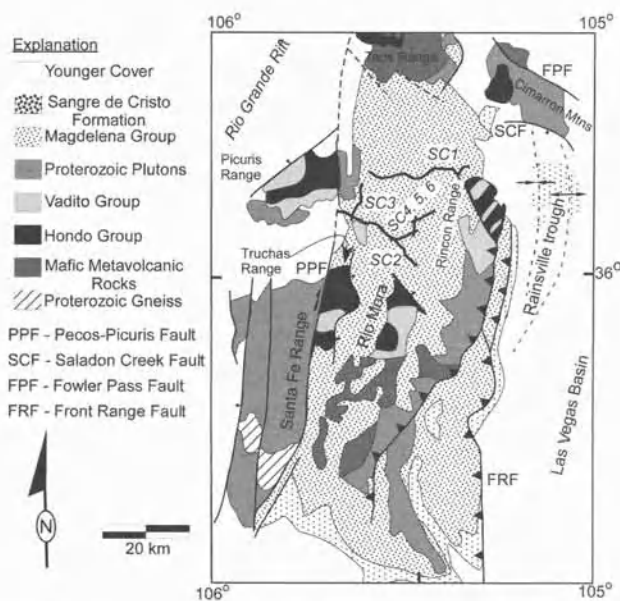 Explanation
Younger Cover
Sangre de Cristo
Formation
Magdelena Group
Proterozoic Plutons
Vadito Group
Hondo Group
Mafic Metavolcanic
Rocks
Proterozoic Gneiss
PPF - Pecos-Picuris Fault
SCF - Saladon Creek Fault
FPF - Fowler Pass Fault
FRF - Front Range Fault
N
20 km
106°
105°
Rio Grande Rift
Taos Range
FPF
Cimarron Mtns
SCF
Picuris
Range
SC1
SC3
SC4, 5, 6
SC2
Rincon Range
Rainsville trough
Truchas
Range
PPF
36°
Rio Mora
Santa Fe Range
Las Vegas Basin
FRF
106°
105°